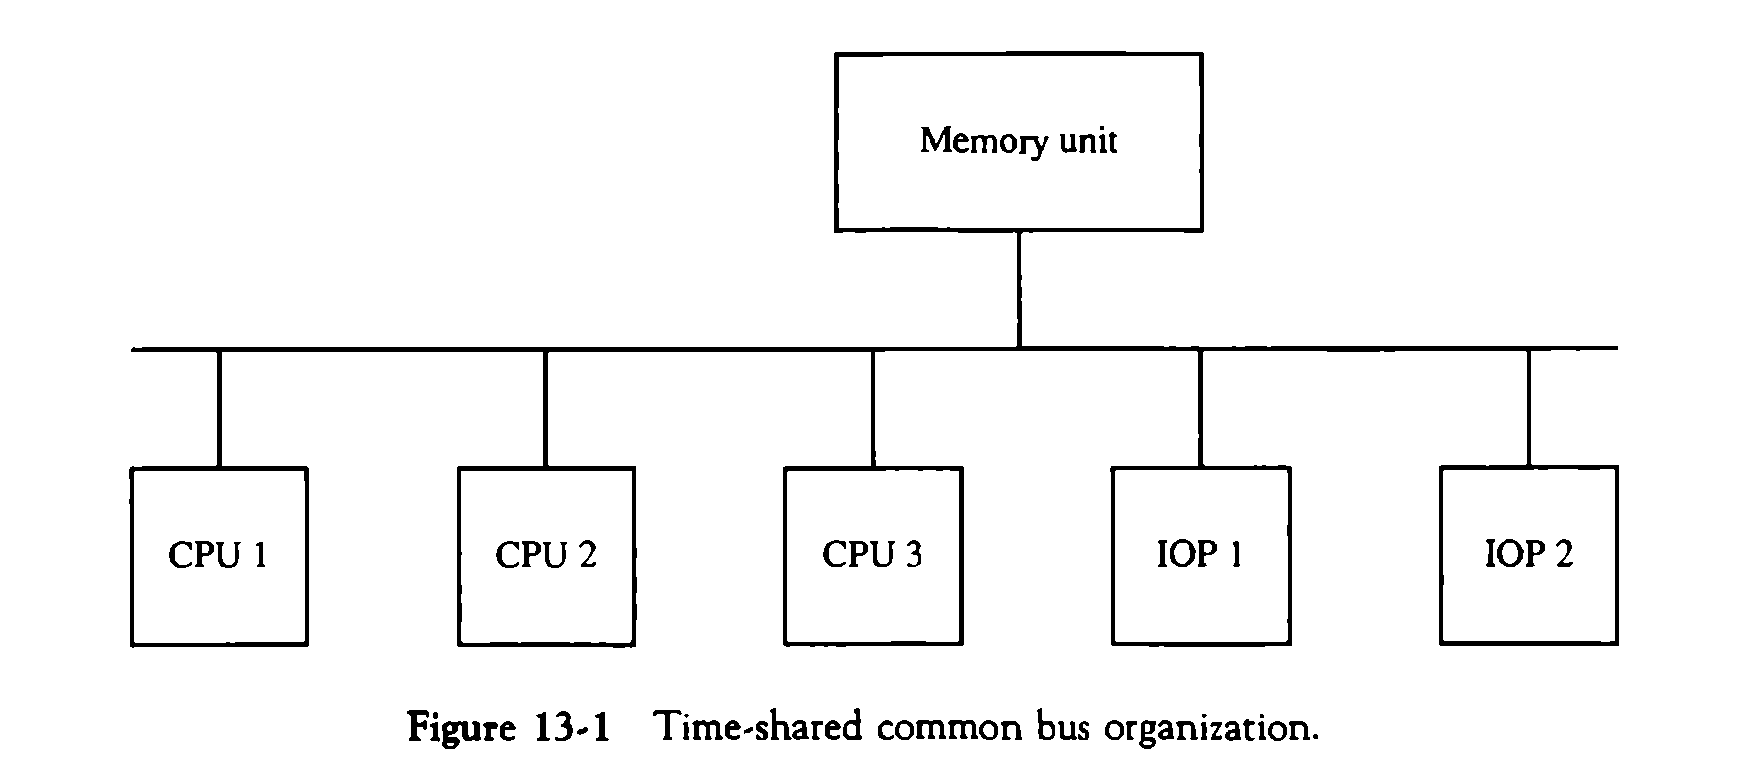 Memory unit
CPU 1
CPU 2
CPU 3
IOP 1
IOP 2
Figure 13-1 Time-shared common bus organization.